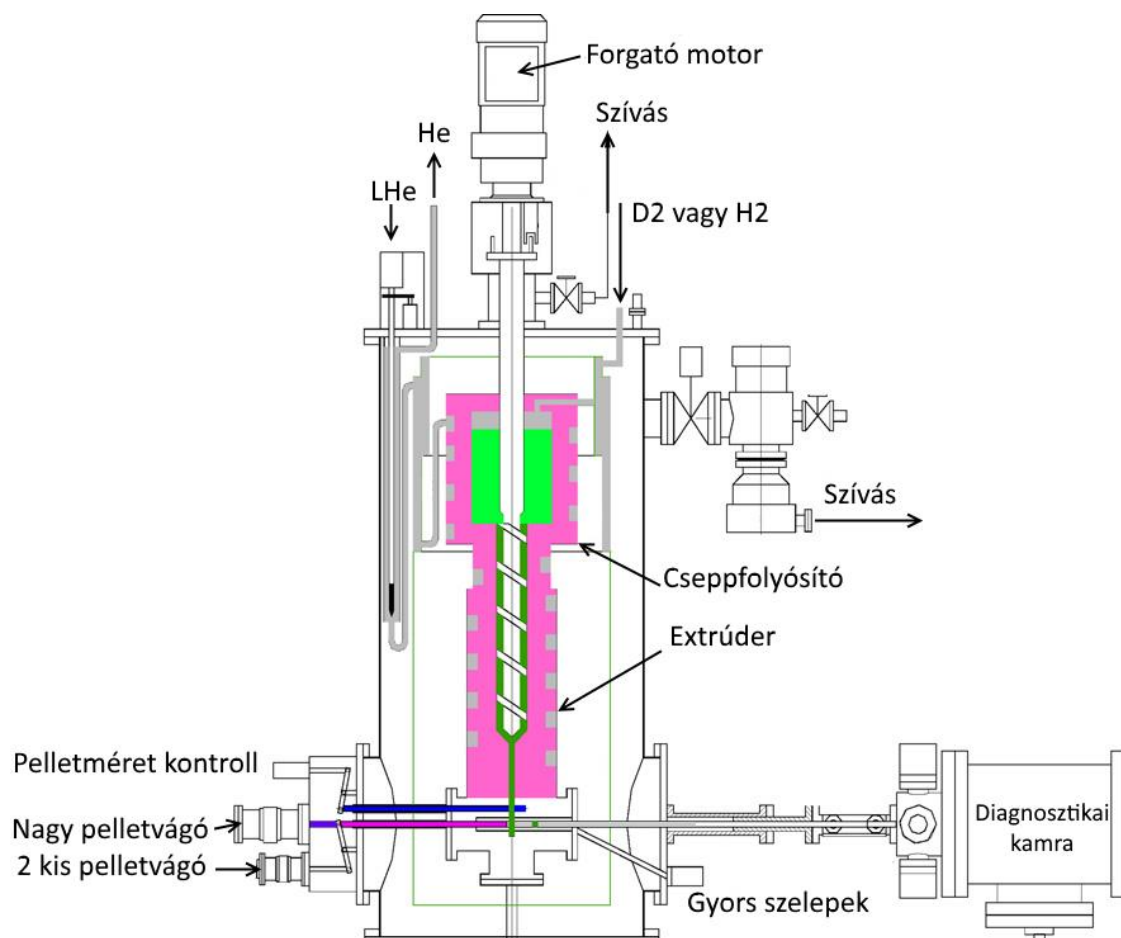 Forgató motor
Szívás
He
LHe
D2 vagy H2
Szívás
Cseppfolyósító
Extrúder
Pelletméret kontroll
Nagy pelletvágó
2 kis pelletvágó
Diagnosztikai
kamra
Gyors szelepek